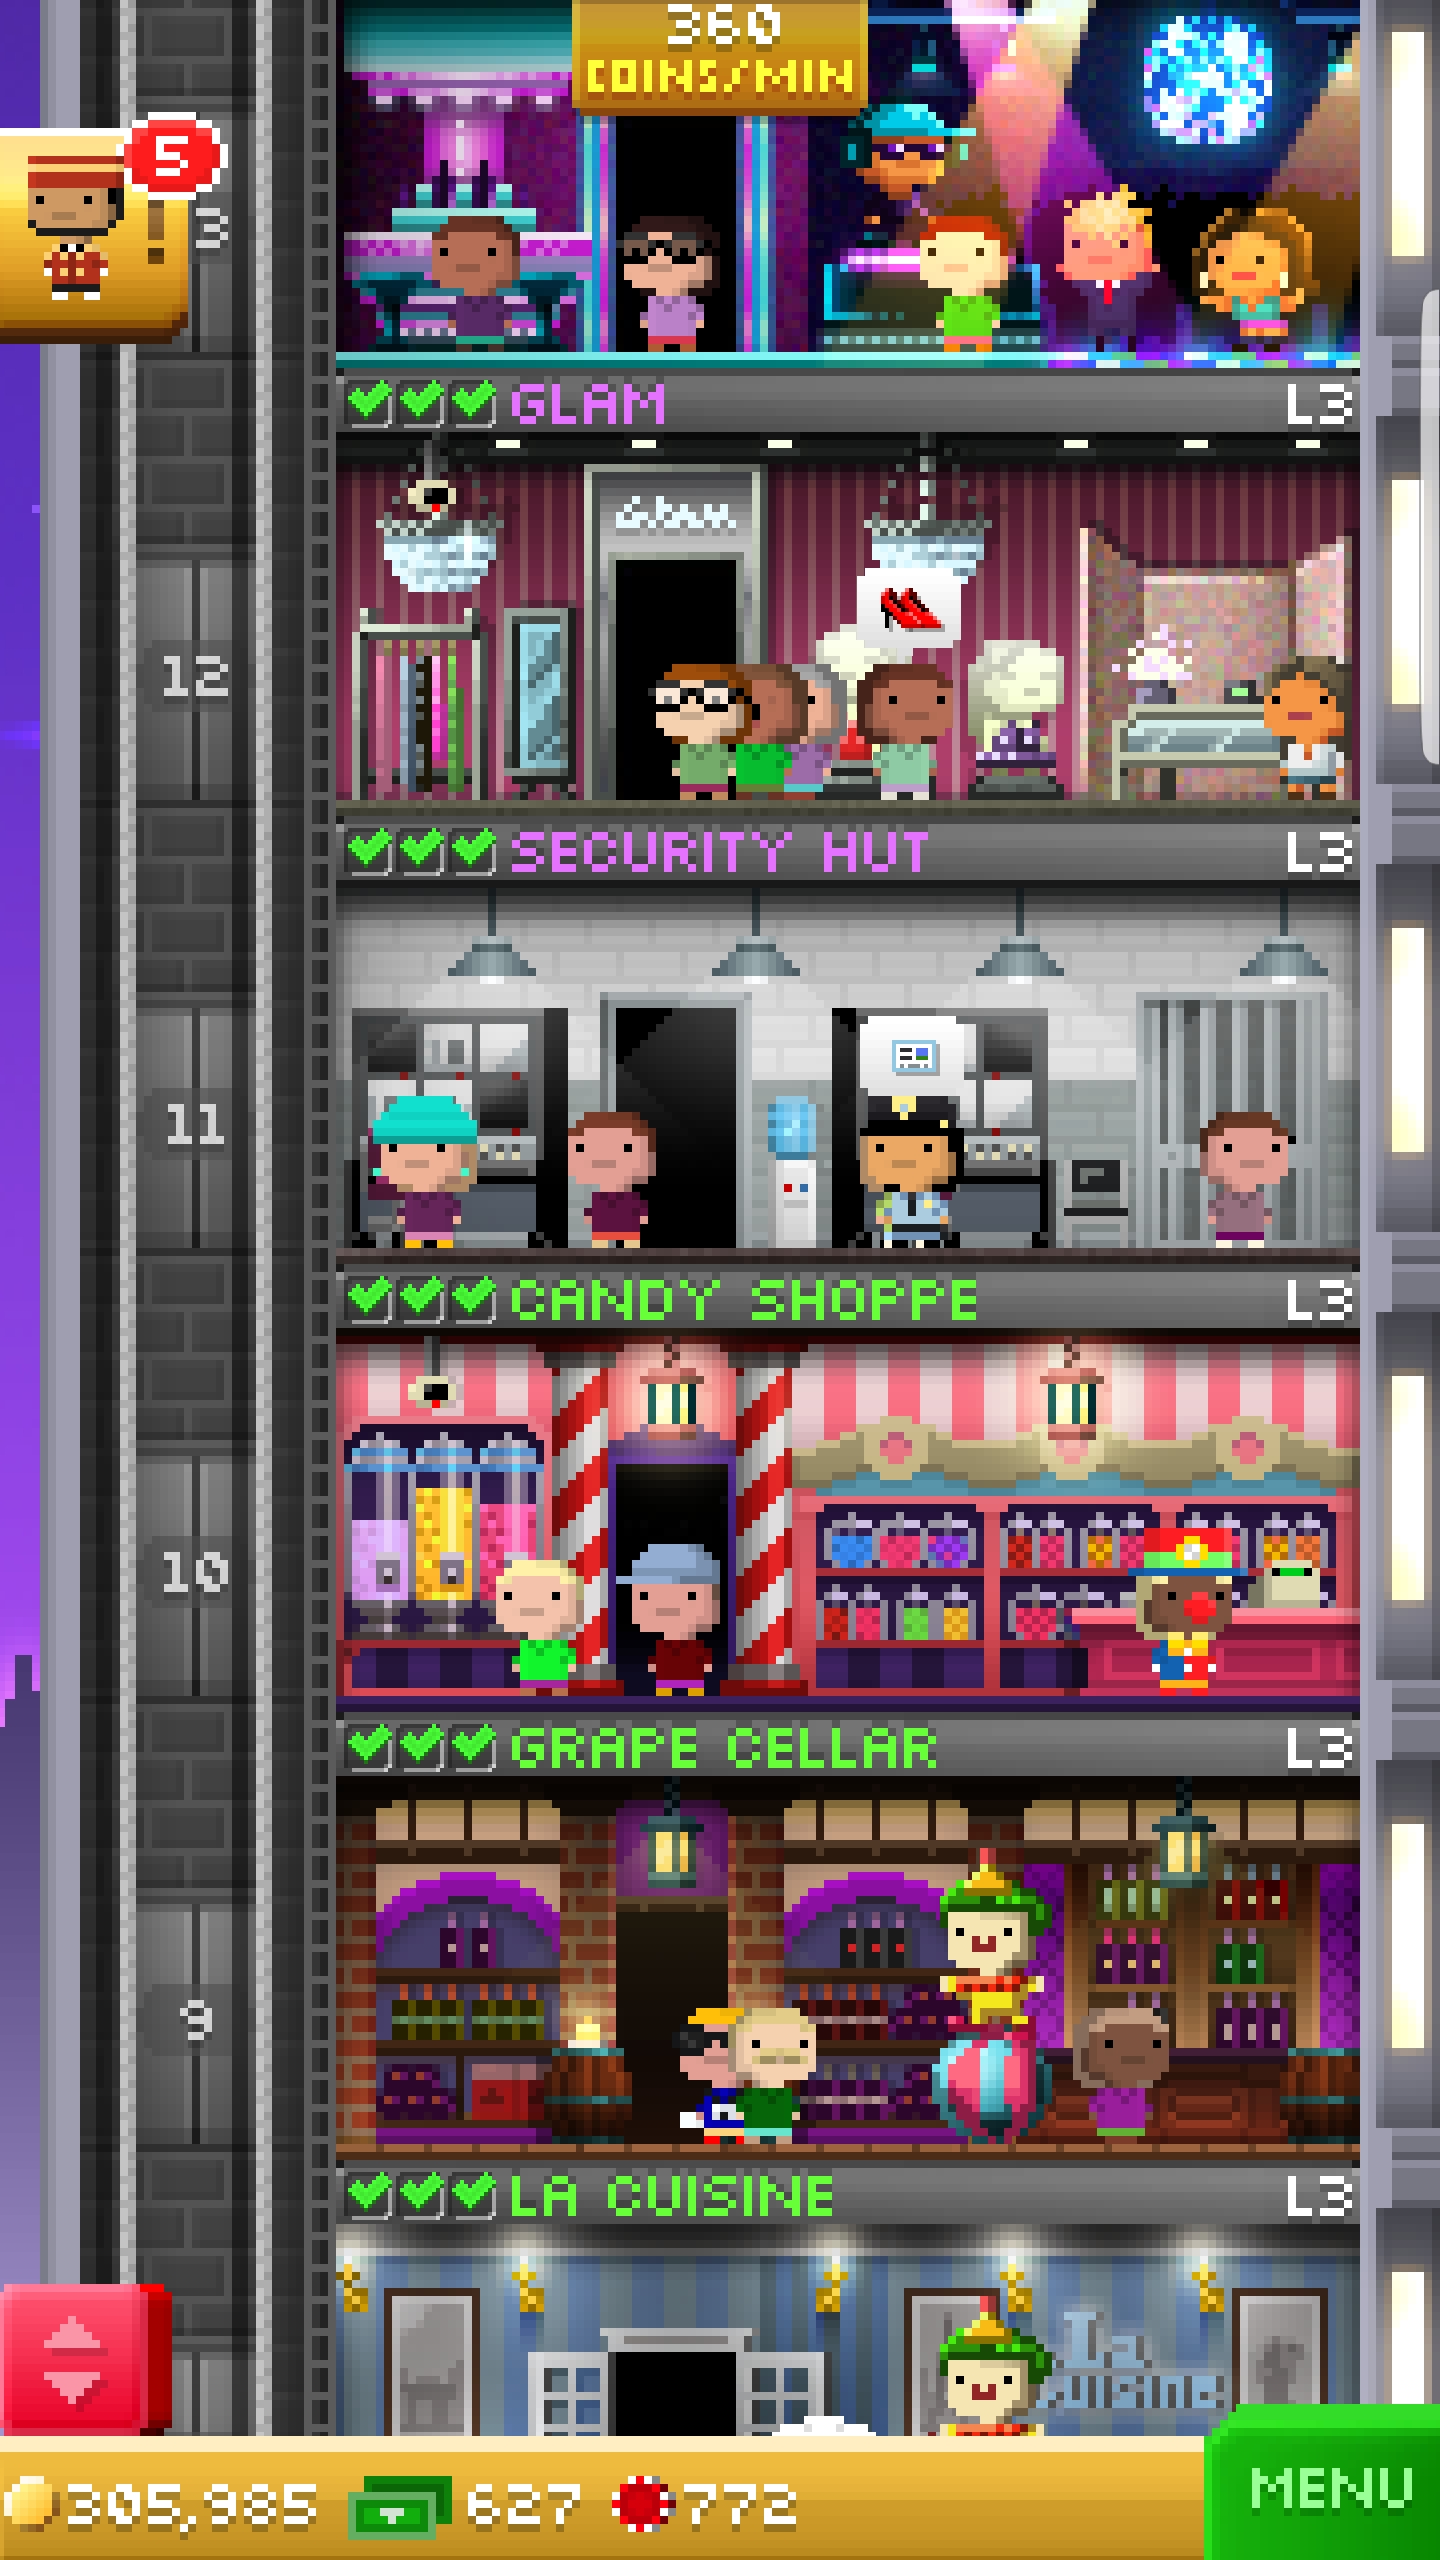 360
COINS/MIN
5
3
GLAM L3
Glam
12
SECURITY HUT L3
11
CANDY SHOPPE L3
10
GRAPE CELLAR L3
9
LA CUISINE L3
La
Cuisine
305,985 627 772
MENU